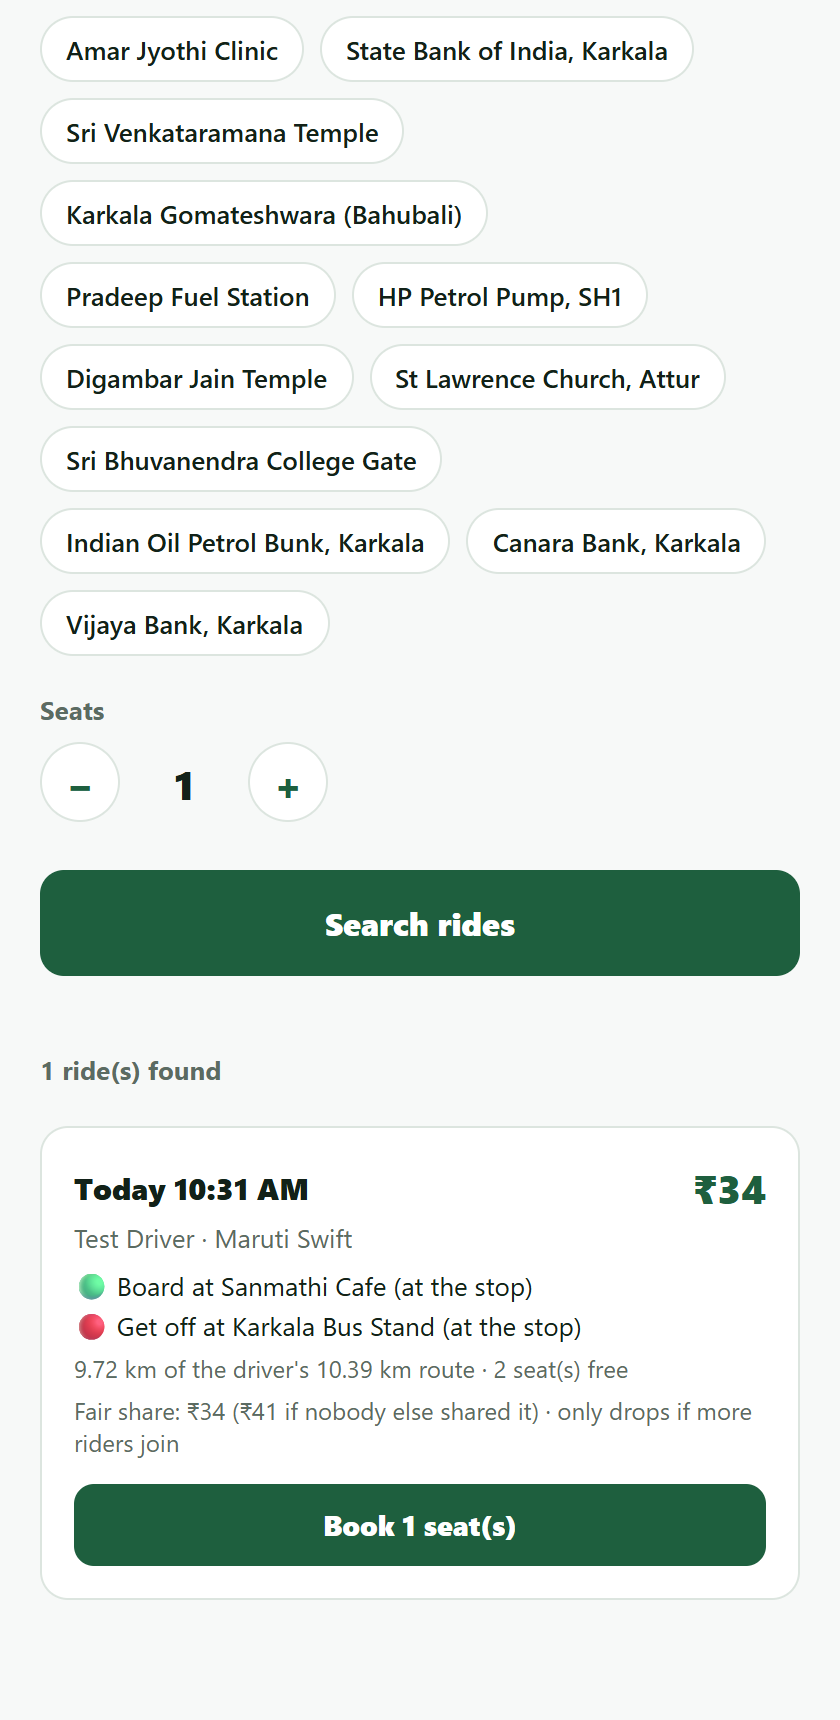 Amar Jyothi Clinic
State Bank of India, Karkala
Sri Venkataramana Temple
Karkala Gomateshwara (Bahubali)
Pradeep Fuel Station
HP Petrol Pump, SH1
Digambar Jain Temple
St Lawrence Church, Attur
Sri Bhuvanendra College Gate
Indian Oil Petrol Bunk, Karkala
Canara Bank, Karkala
Vijaya Bank, Karkala
Seats
− 1 +
Search rides
1 ride(s) found
Today 10:31 AM
₹34
Test Driver · Maruti Swift
Board at Sanmathi Cafe (at the stop)
Get off at Karkala Bus Stand (at the stop)
9.72 km of the driver's 10.39 km route · 2 seat(s) free
Fair share: ₹34 (₹41 if nobody else shared it) · only drops if more
riders join
Book 1 seat(s)